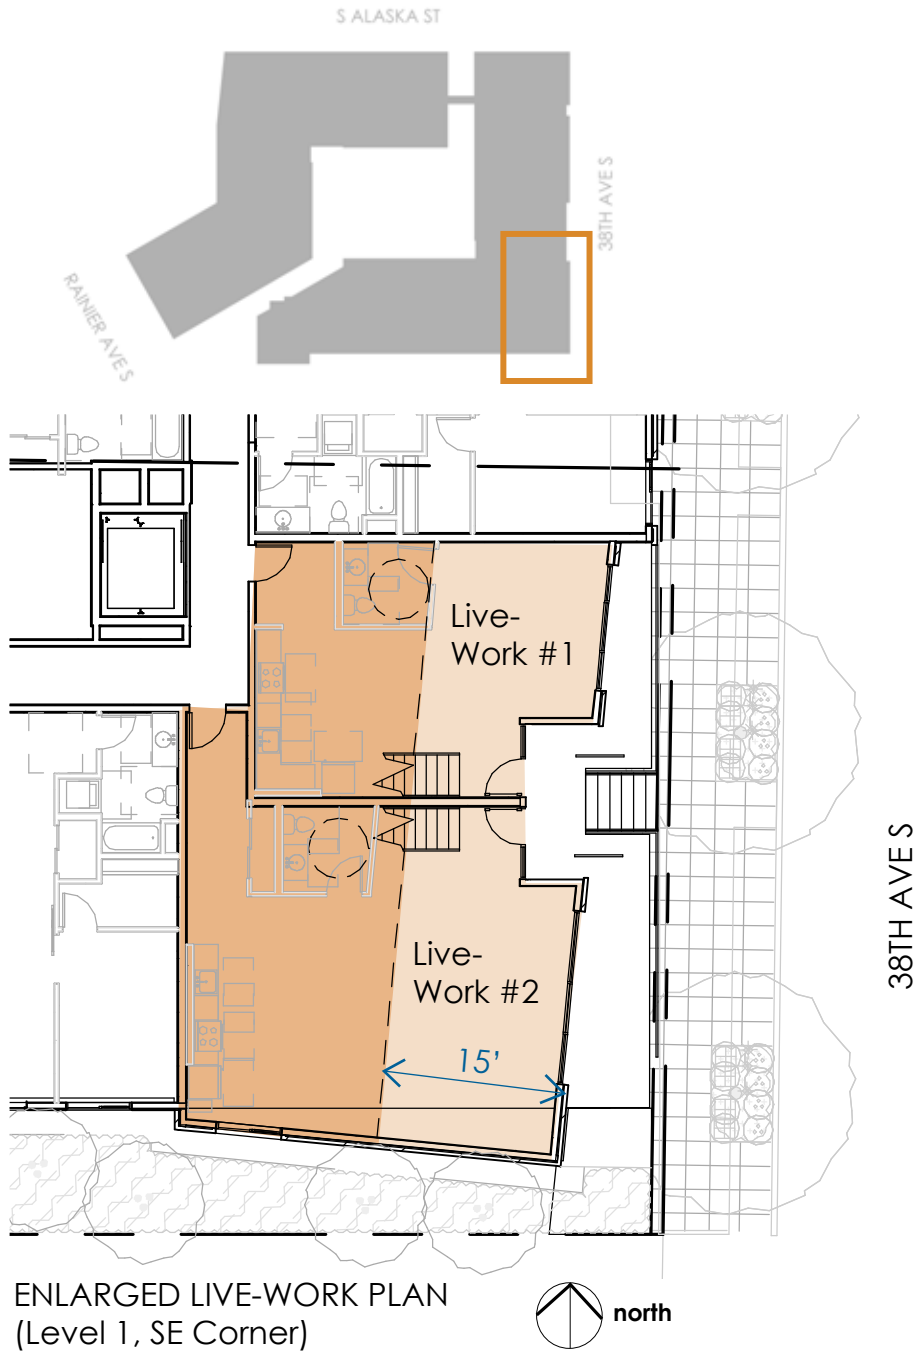 S ALASKA ST
38TH AVE S
RAINIER AVE S
Live-
Work #1
Live-
Work #2
15'
38TH AVE S
ENLARGED LIVE-WORK PLAN
(Level 1, SE Corner)
north